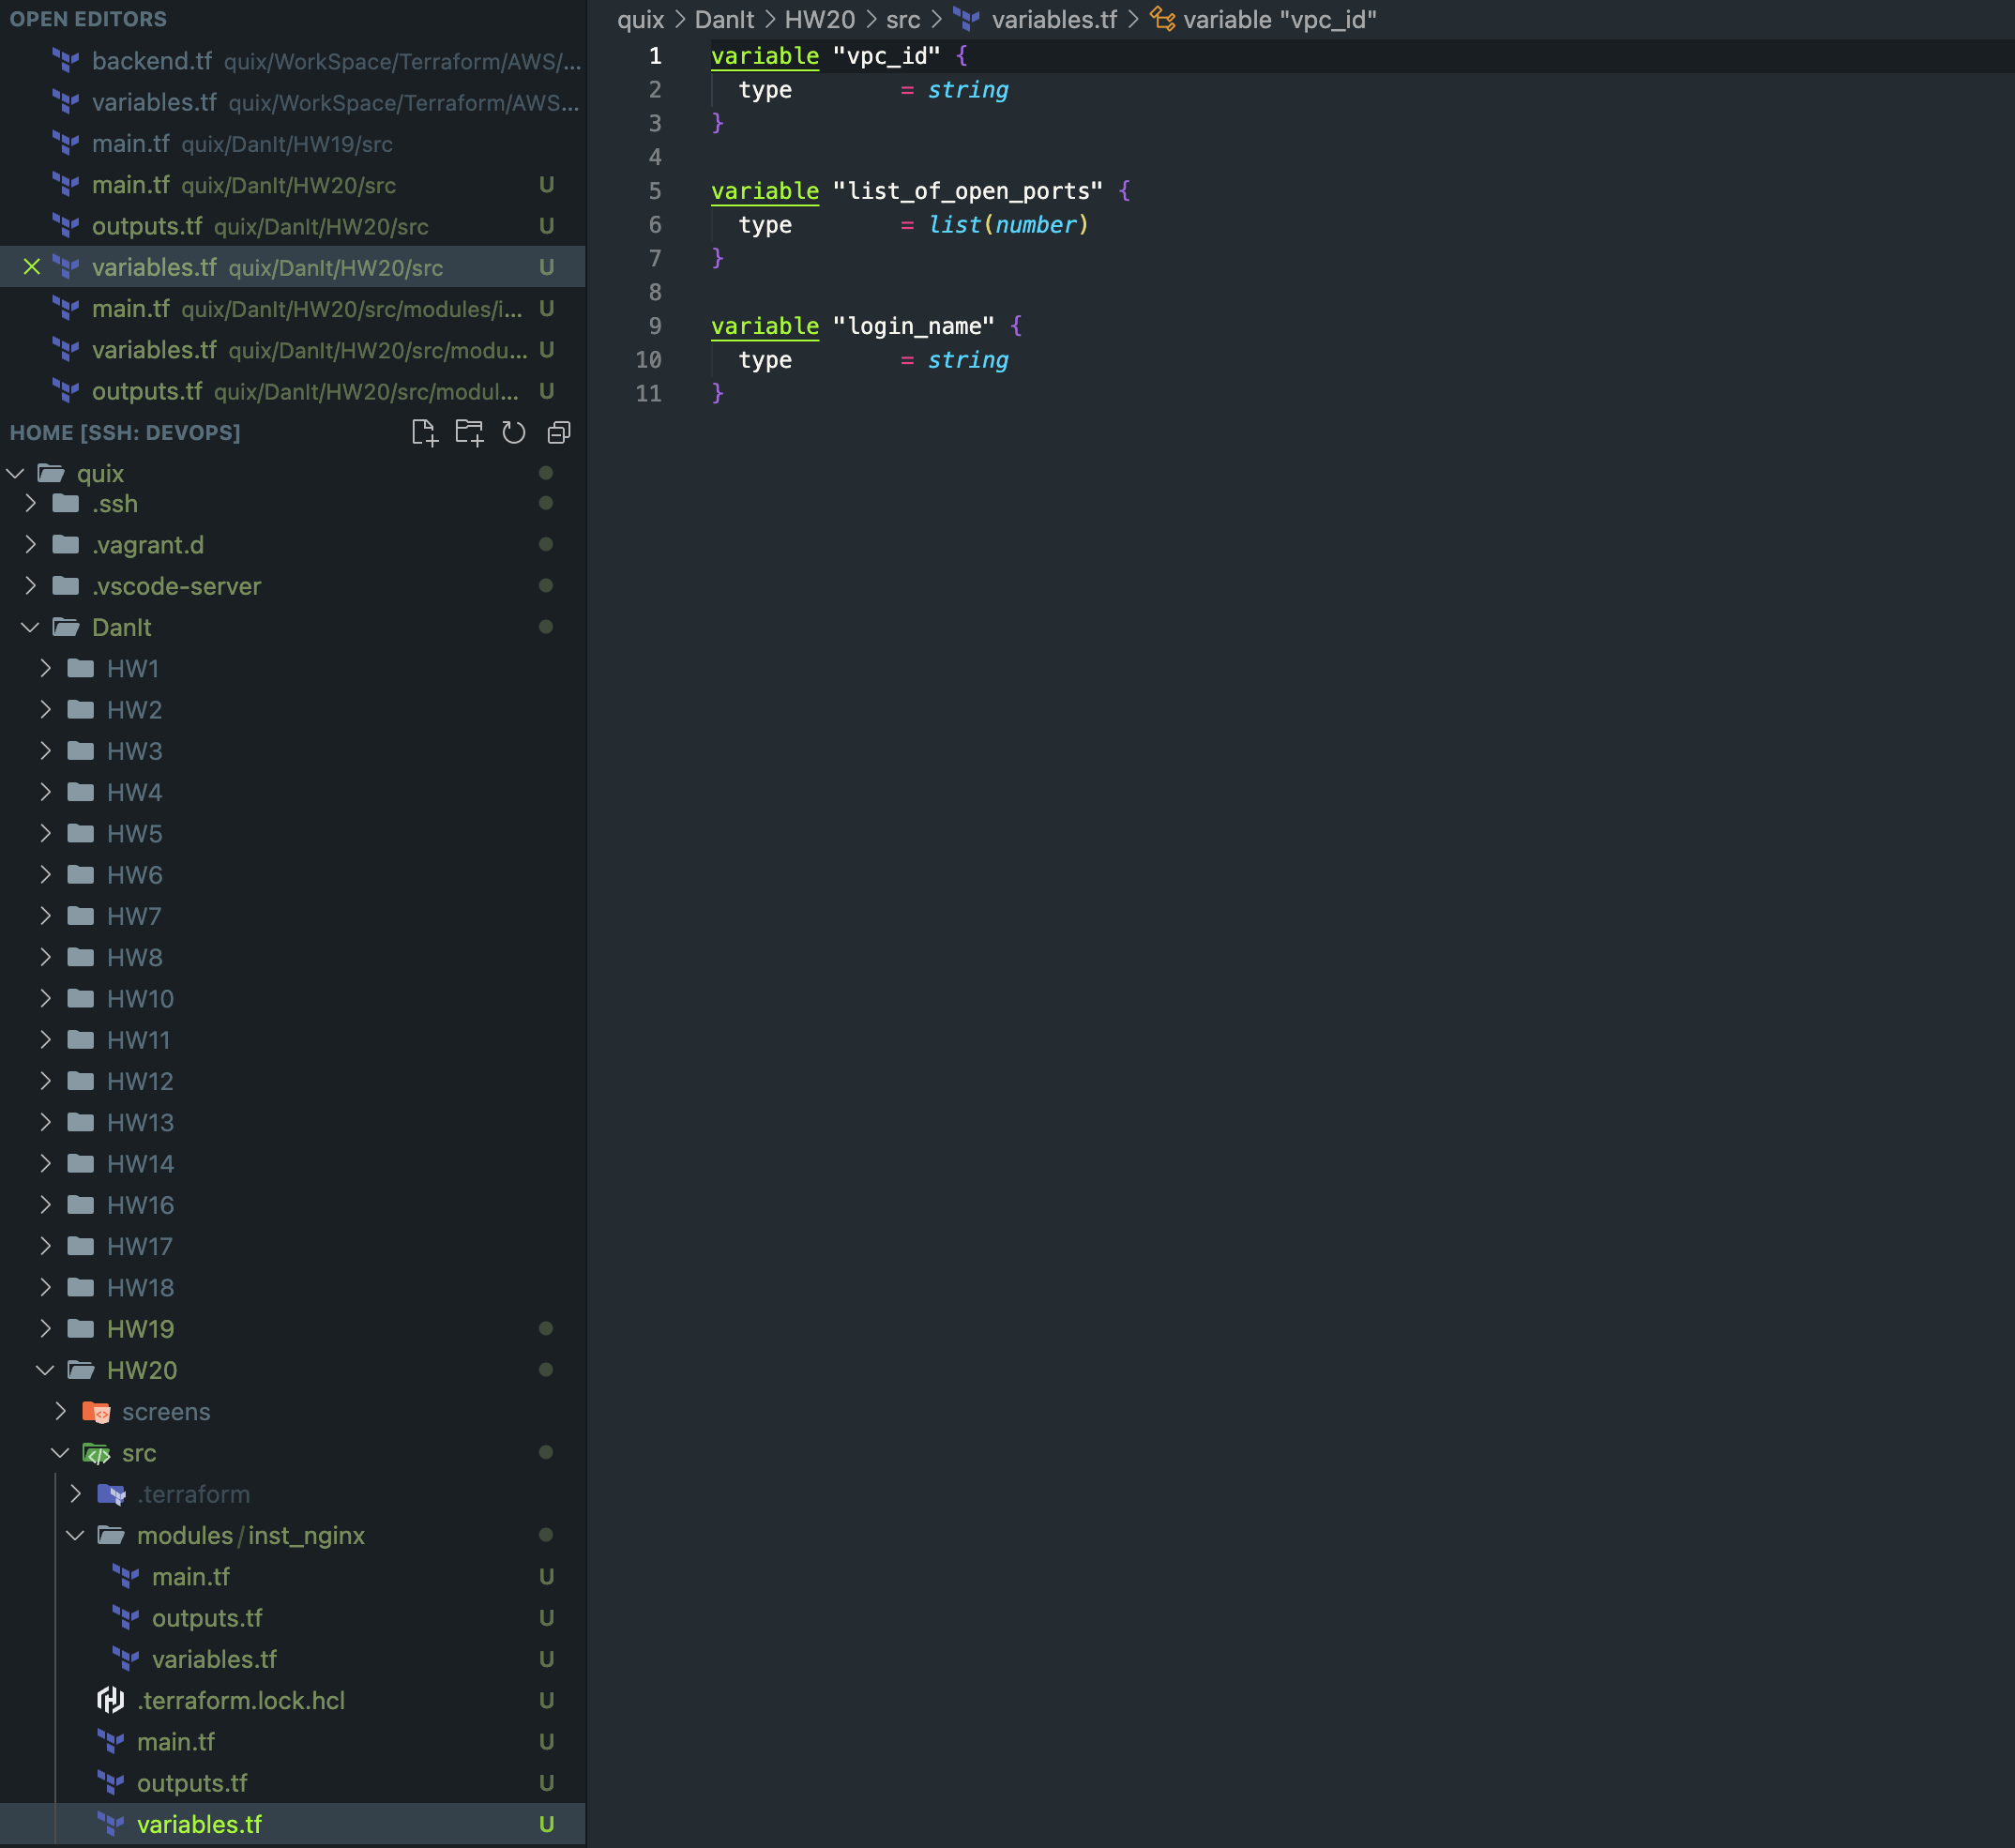 OPEN EDITORS
backend.tf quix/WorkSpace/Terraform/AWS/...
variables.tf quix/WorkSpace/Terraform/AWS...
main.tf quix/DanIt/HW19/src
main.tf quix/DanIt/HW20/src U
outputs.tf quix/DanIt/HW20/src U
variables.tf quix/DanIt/HW20/src U
main.tf quix/DanIt/HW20/src/modules/i... U
variables.tf quix/DanIt/HW20/src/modu... U
outputs.tf quix/DanIt/HW20/src/modul... U
HOME [SSH: DEVOPS]
quix
.ssh
.vagrant.d
.vscode-server
DanIt
HW1
HW2
HW3
HW4
HW5
HW6
HW7
HW8
HW10
HW11
HW12
HW13
HW14
HW16
HW17
HW18
HW19
HW20
screens
src
.terraform
modules/inst_nginx
main.tf U
outputs.tf U
variables.tf U
.terraform.lock.hcl U
main.tf U
outputs.tf U
variables.tf U
quix > DanIt > HW20 > src > variables.tf > variable "vpc_id"
1 variable "vpc_id" {
2 type = string
3 }
4
5 variable "list_of_open_ports" {
6 type = list(number)
7 }
8
9 variable "login_name" {
10 type = string
11 }